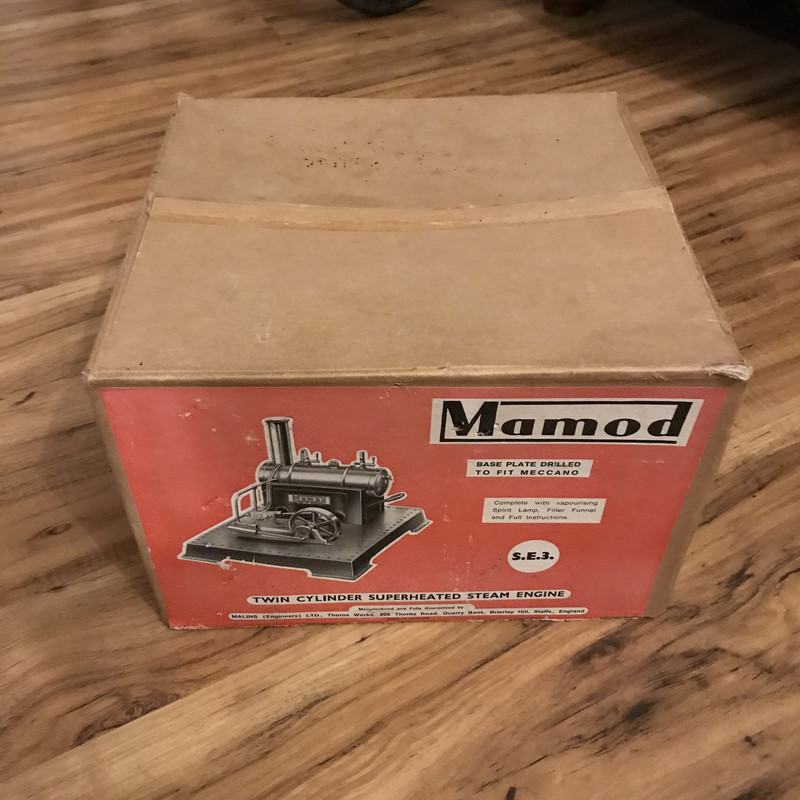 Mamod
BASE PLATE DRILLED
TO FIT MECCANO
Complete with vapourising
Spirit Lamp, Filler Funnel
and Full Instructions.
Mamod
S.E.3.
TWIN CYLINDER SUPERHEATED STEAM ENGINE
Manufactured and Fully Guaranteed by
MALINS (Engineers) LTD., Thorns Works, 206 Thorns Road, Quarry Bank, Brierley Hill, Staffs., England